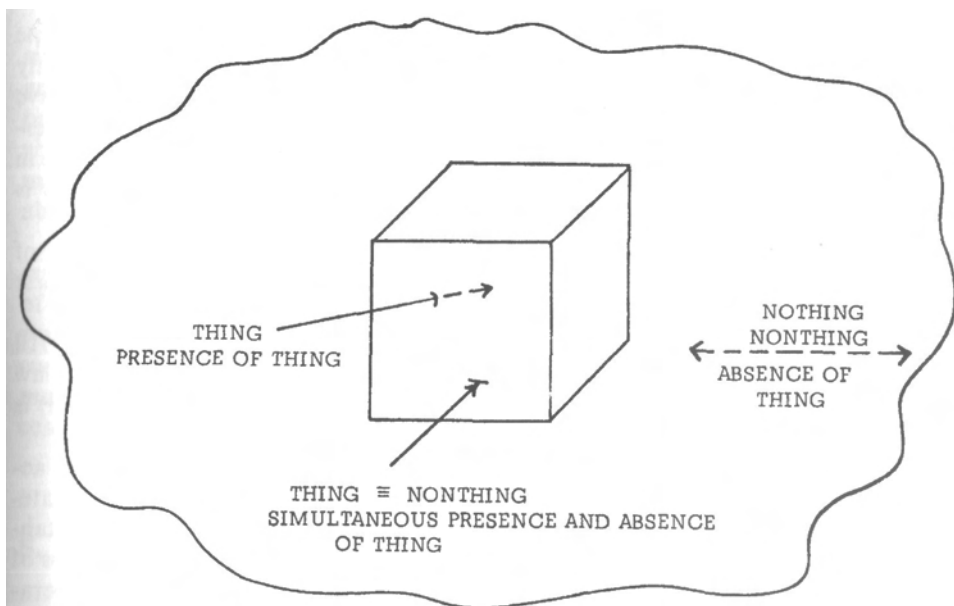 THING
PRESENCE OF THING
NOTHING
NONTHING
ABSENCE OF
THING
THING ≡ NONTHING
SIMULTANEOUS PRESENCE AND ABSENCE
OF THING